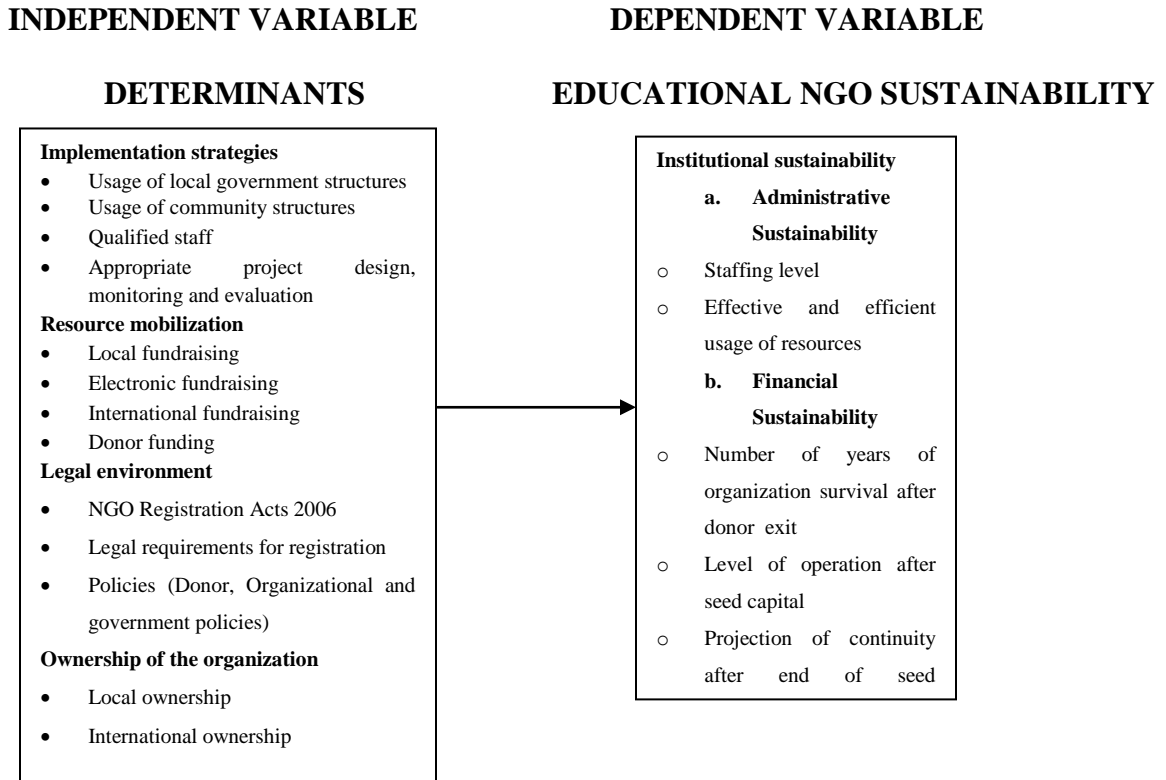 INDEPENDENT VARIABLE
DETERMINANTS
Implementation strategies
• Usage of local government structures
• Usage of community structures
• Qualified staff
• Appropriate project design,
monitoring and evaluation
Resource mobilization
• Local fundraising
• Electronic fundraising
• International fundraising
• Donor funding
Legal environment
• NGO Registration Acts 2006
• Legal requirements for registration
• Policies (Donor, Organizational and
government policies)
Ownership of the organization
• Local ownership
• International ownership
DEPENDENT VARIABLE
EDUCATIONAL NGO SUSTAINABILITY
Institutional sustainability
a. Administrative
Sustainability
o Staffing level
o Effective and efficient
usage of resources
b. Financial
Sustainability
o Number of years of
organization survival after
donor exit
o Level of operation after
seed capital
o Projection of continuity
after end of seed